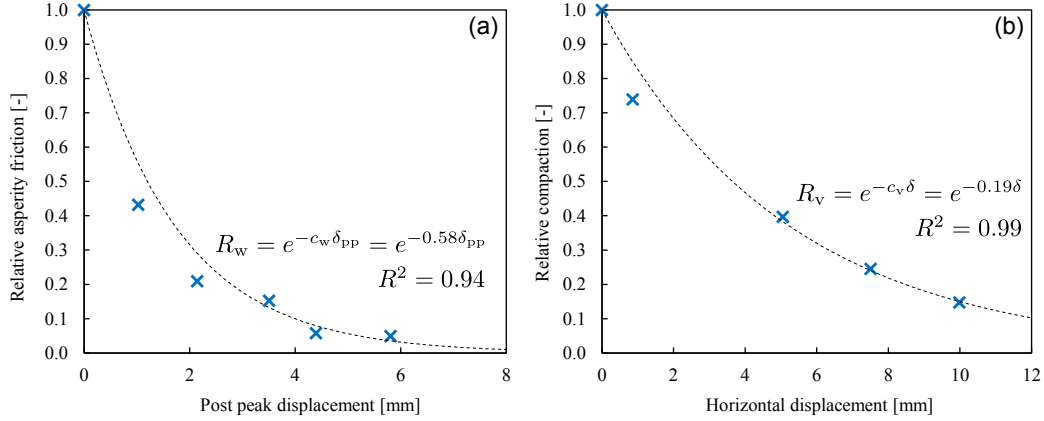 (a)
Relative asperity friction [-]
1.0
0.9
0.8
0.7
0.6
0.5
0.4
0.3
0.2
0.1
0.0
R_w = e^{-c_w δ_pp} = e^{-0.58δ_pp}
R² = 0.94
0 2 4 6 8
Post peak displacement [mm]
(b)
Relative compaction [-]
1.0
0.9
0.8
0.7
0.6
0.5
0.4
0.3
0.2
0.1
0.0
R_v = e^{-c_v δ} = e^{-0.19δ}
R² = 0.99
0 2 4 6 8 10 12
Horizontal displacement [mm]